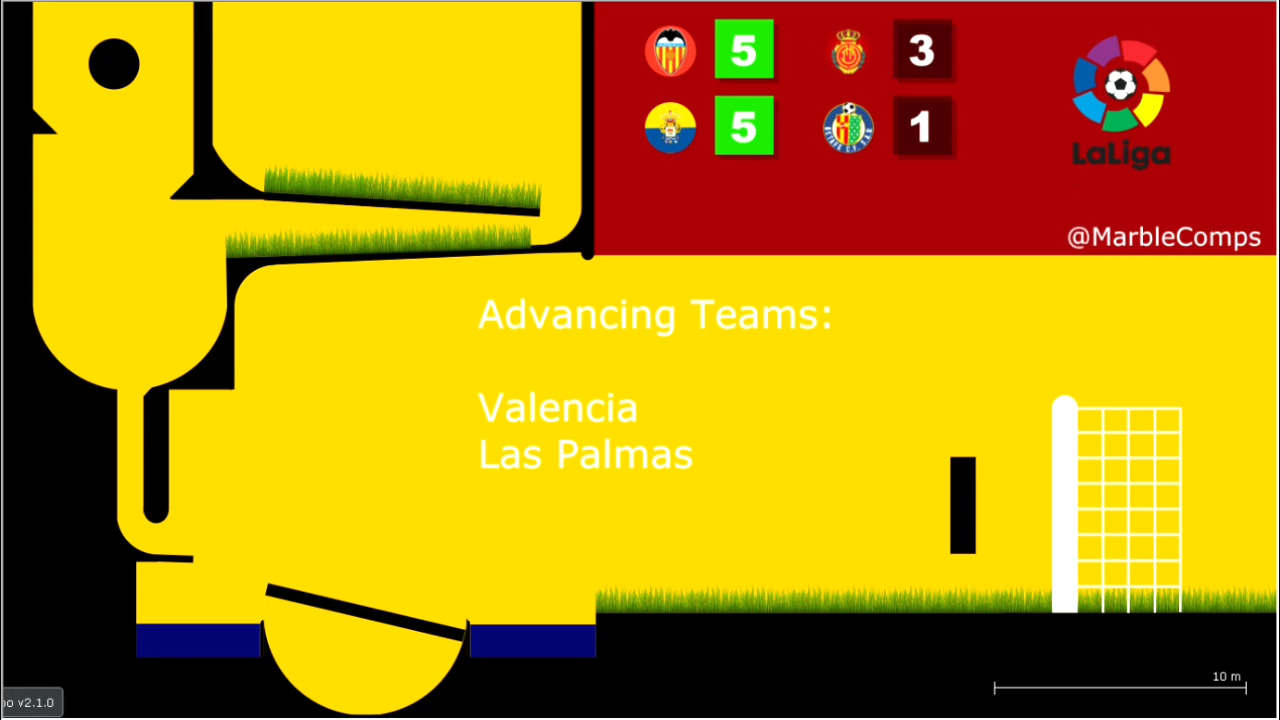 5 3
5 1
LaLiga
@MarbleComps
Advancing Teams:
Valencia
Las Palmas
10 m
v2.1.0